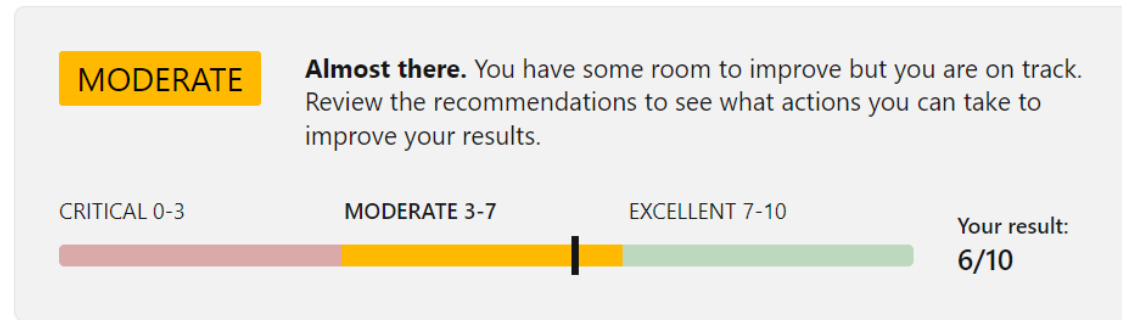 MODERATE
Almost there. You have some room to improve but you are on track.
Review the recommendations to see what actions you can take to
improve your results.
CRITICAL 0-3
MODERATE 3-7
EXCELLENT 7-10
Your result:
6/10